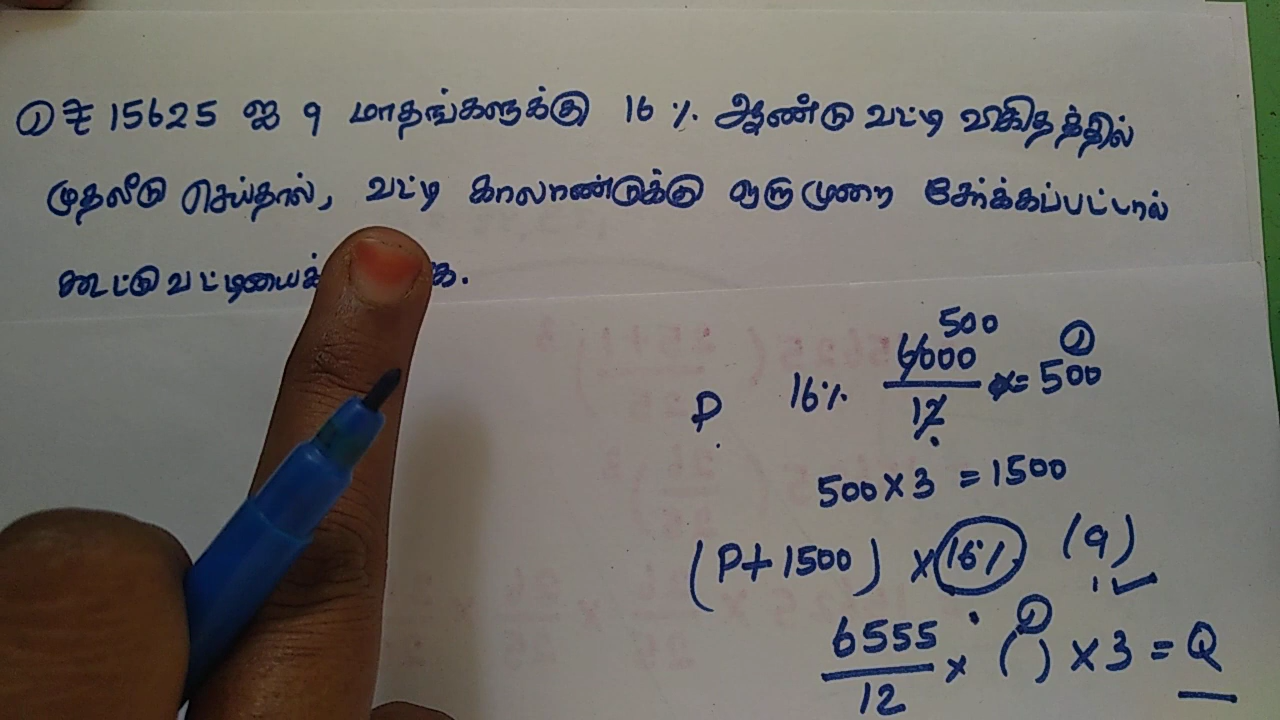 ① ₹ 15625 ஐ 9 மாதங்களுக்கு 16 %. ஆண்டு வட்டி விகிதத்தில்
முதலீடு செய்தால், வட்டி காலாண்டுக்கு ஒரு முறை சேர்க்கப்பட்டால்
கூட்டு வட்டியைக்
500
P 16% 6000/12 = 500 ①
500 × 3 = 1500
(P + 1500) × 16% (9)
6555/12 × ( ) × 3 = Q